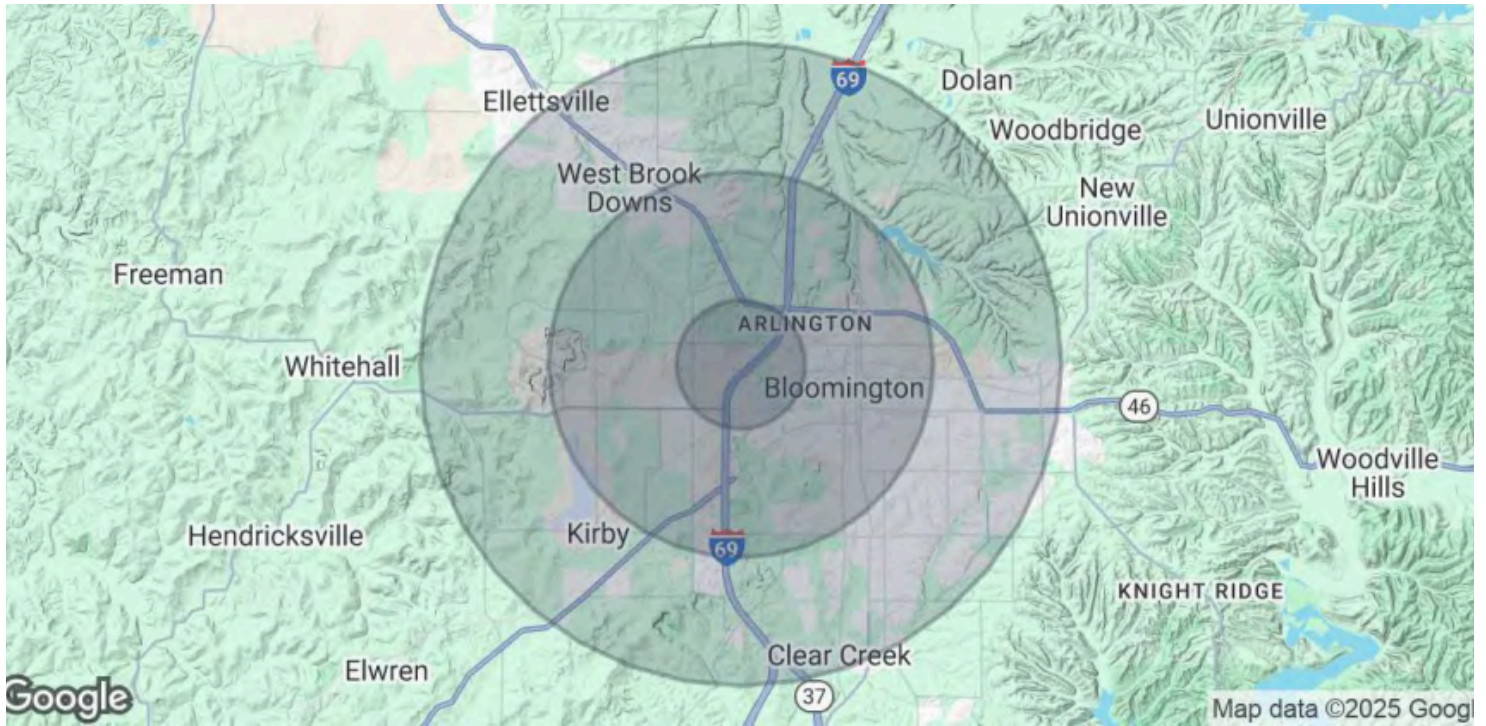 69
Dolan
Ellettsville
Woodbridge
Unionville
West Brook
Downs
New
Unionville
Freeman
ARLINGTON
Whitehall
Bloomington
46
Woodville
Hills
Hendricksville
Kirby
69
KNIGHT RIDGE
Clear Creek
Elwren
37
Google
Map data ©2025 Googl